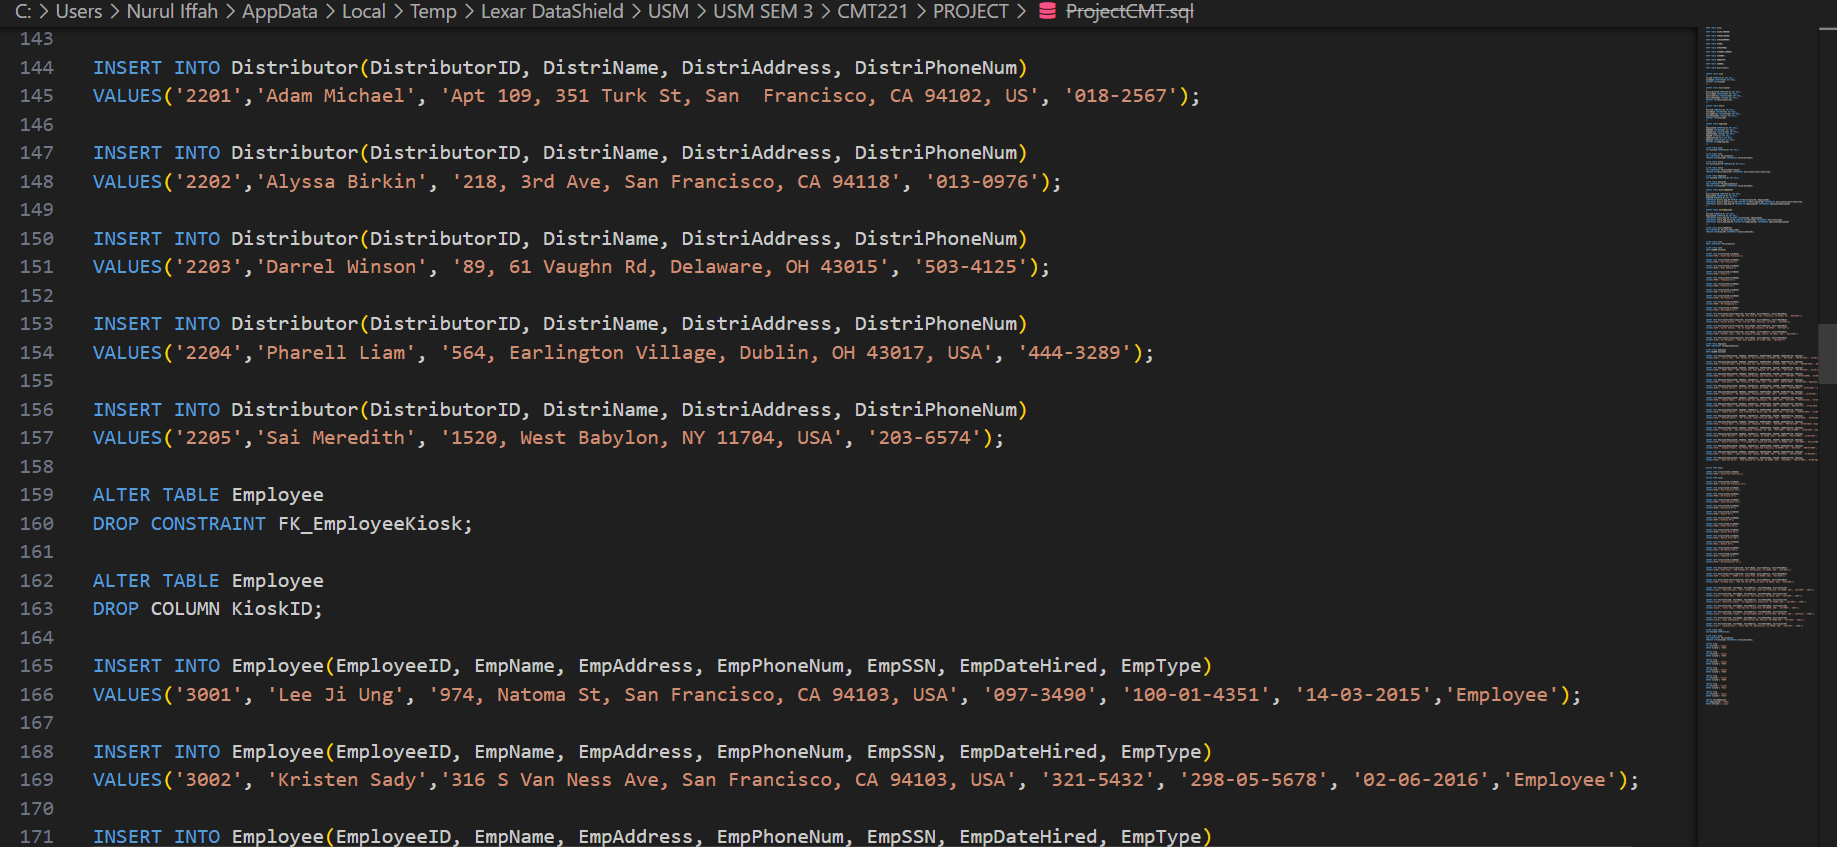 C: > Users > Nurul Iffah > AppData > Local > Temp > Lexar DataShield > USM > USM SEM 3 > CMT221 > PROJECT > ProjectCMT.sql
143
144 INSERT INTO Distributor(DistributorID, DistriName, DistriAddress, DistriPhoneNum)
145 VALUES('2201','Adam Michael', 'Apt 109, 351 Turk St, San  Francisco, CA 94102, US', '018-2567');
146
147 INSERT INTO Distributor(DistributorID, DistriName, DistriAddress, DistriPhoneNum)
148 VALUES('2202','Alyssa Birkin', '218, 3rd Ave, San Francisco, CA 94118', '013-0976');
149
150 INSERT INTO Distributor(DistributorID, DistriName, DistriAddress, DistriPhoneNum)
151 VALUES('2203','Darrel Winson', '89, 61 Vaughn Rd, Delaware, OH 43015', '503-4125');
152
153 INSERT INTO Distributor(DistributorID, DistriName, DistriAddress, DistriPhoneNum)
154 VALUES('2204','Pharell Liam', '564, Earlington Village, Dublin, OH 43017, USA', '444-3289');
155
156 INSERT INTO Distributor(DistributorID, DistriName, DistriAddress, DistriPhoneNum)
157 VALUES('2205','Sai Meredith', '1520, West Babylon, NY 11704, USA', '203-6574');
158
159 ALTER TABLE Employee
160 DROP CONSTRAINT FK_EmployeeKiosk;
161
162 ALTER TABLE Employee
163 DROP COLUMN KioskID;
164
165 INSERT INTO Employee(EmployeeID, EmpName, EmpAddress, EmpPhoneNum, EmpSSN, EmpDateHired, EmpType)
166 VALUES('3001', 'Lee Ji Ung', '974, Natoma St, San Francisco, CA 94103, USA', '097-3490', '100-01-4351', '14-03-2015','Employee');
167
168 INSERT INTO Employee(EmployeeID, EmpName, EmpAddress, EmpPhoneNum, EmpSSN, EmpDateHired, EmpType)
169 VALUES('3002', 'Kristen Sady','316 S Van Ness Ave, San Francisco, CA 94103, USA', '321-5432', '298-05-5678', '02-06-2016','Employee');
170
171 INSERT INTO Employee(EmployeeID, EmpName, EmpAddress, EmpPhoneNum, EmpSSN, EmpDateHired, EmpType)